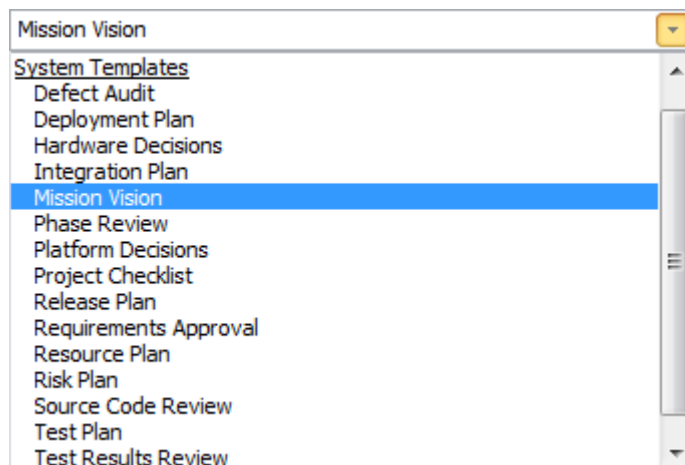 Mission Vision
System Templates
Defect Audit
Deployment Plan
Hardware Decisions
Integration Plan
Mission Vision
Phase Review
Platform Decisions
Project Checklist
Release Plan
Requirements Approval
Resource Plan
Risk Plan
Source Code Review
Test Plan
Test Results Review